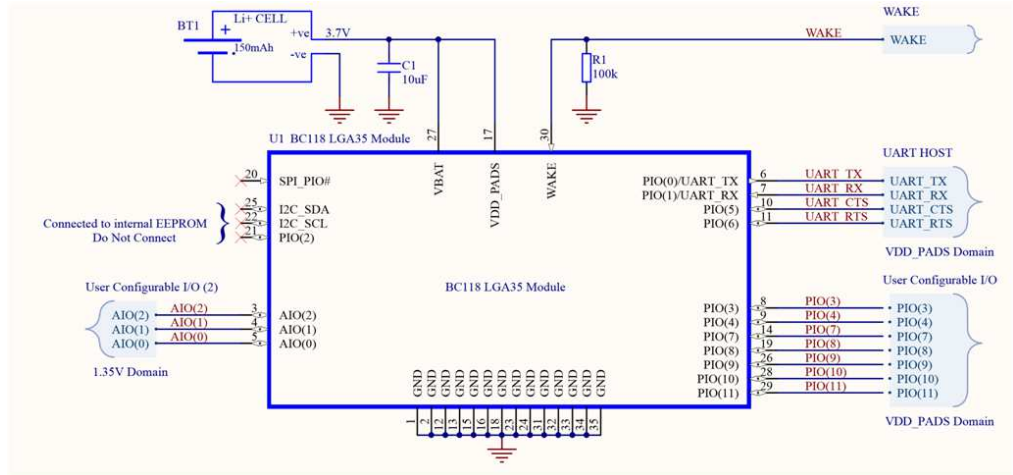 WAKE
BT1
Li+ CELL
+ve
3.7V
150mAh
-ve
C1
10uF
R1
100k
WAKE
WAKE
U1 BC118 LGA35 Module
27
17
30
VBAT
VDD_PADS
WAKE
20
SPI_PIO#
25
I2C_SDA
22
I2C_SCL
21
PIO(2)
Connected to internal EEPROM
Do Not Connect
UART HOST
PIO(0)/UART_TX 6 UART_TX UART_TX
PIO(1)/UART_RX 7 UART_RX UART_RX
PIO(5) 10 UART_CTS UART_CTS
PIO(6) 11 UART_RTS UART_RTS
VDD_PADS Domain
User Configurable I/O (2)
AIO(2) AIO(2) 3 AIO(2)
AIO(1) AIO(1) 4 AIO(1)
AIO(0) AIO(0) 5 AIO(0)
1.35V Domain
BC118 LGA35 Module
User Configurable I/O
PIO(3) 8 PIO(3) PIO(3)
PIO(4) 9 PIO(4) PIO(4)
PIO(7) 14 PIO(7) PIO(7)
PIO(8) 19 PIO(8) PIO(8)
PIO(9) 26 PIO(9) PIO(9)
PIO(10) 28 PIO(10) PIO(10)
PIO(11) 29 PIO(11) PIO(11)
VDD_PADS Domain
GND GND GND GND GND GND GND GND GND GND GND GND GND GND
1 2 12 13 15 16 18 23 24 31 32 33 34 35